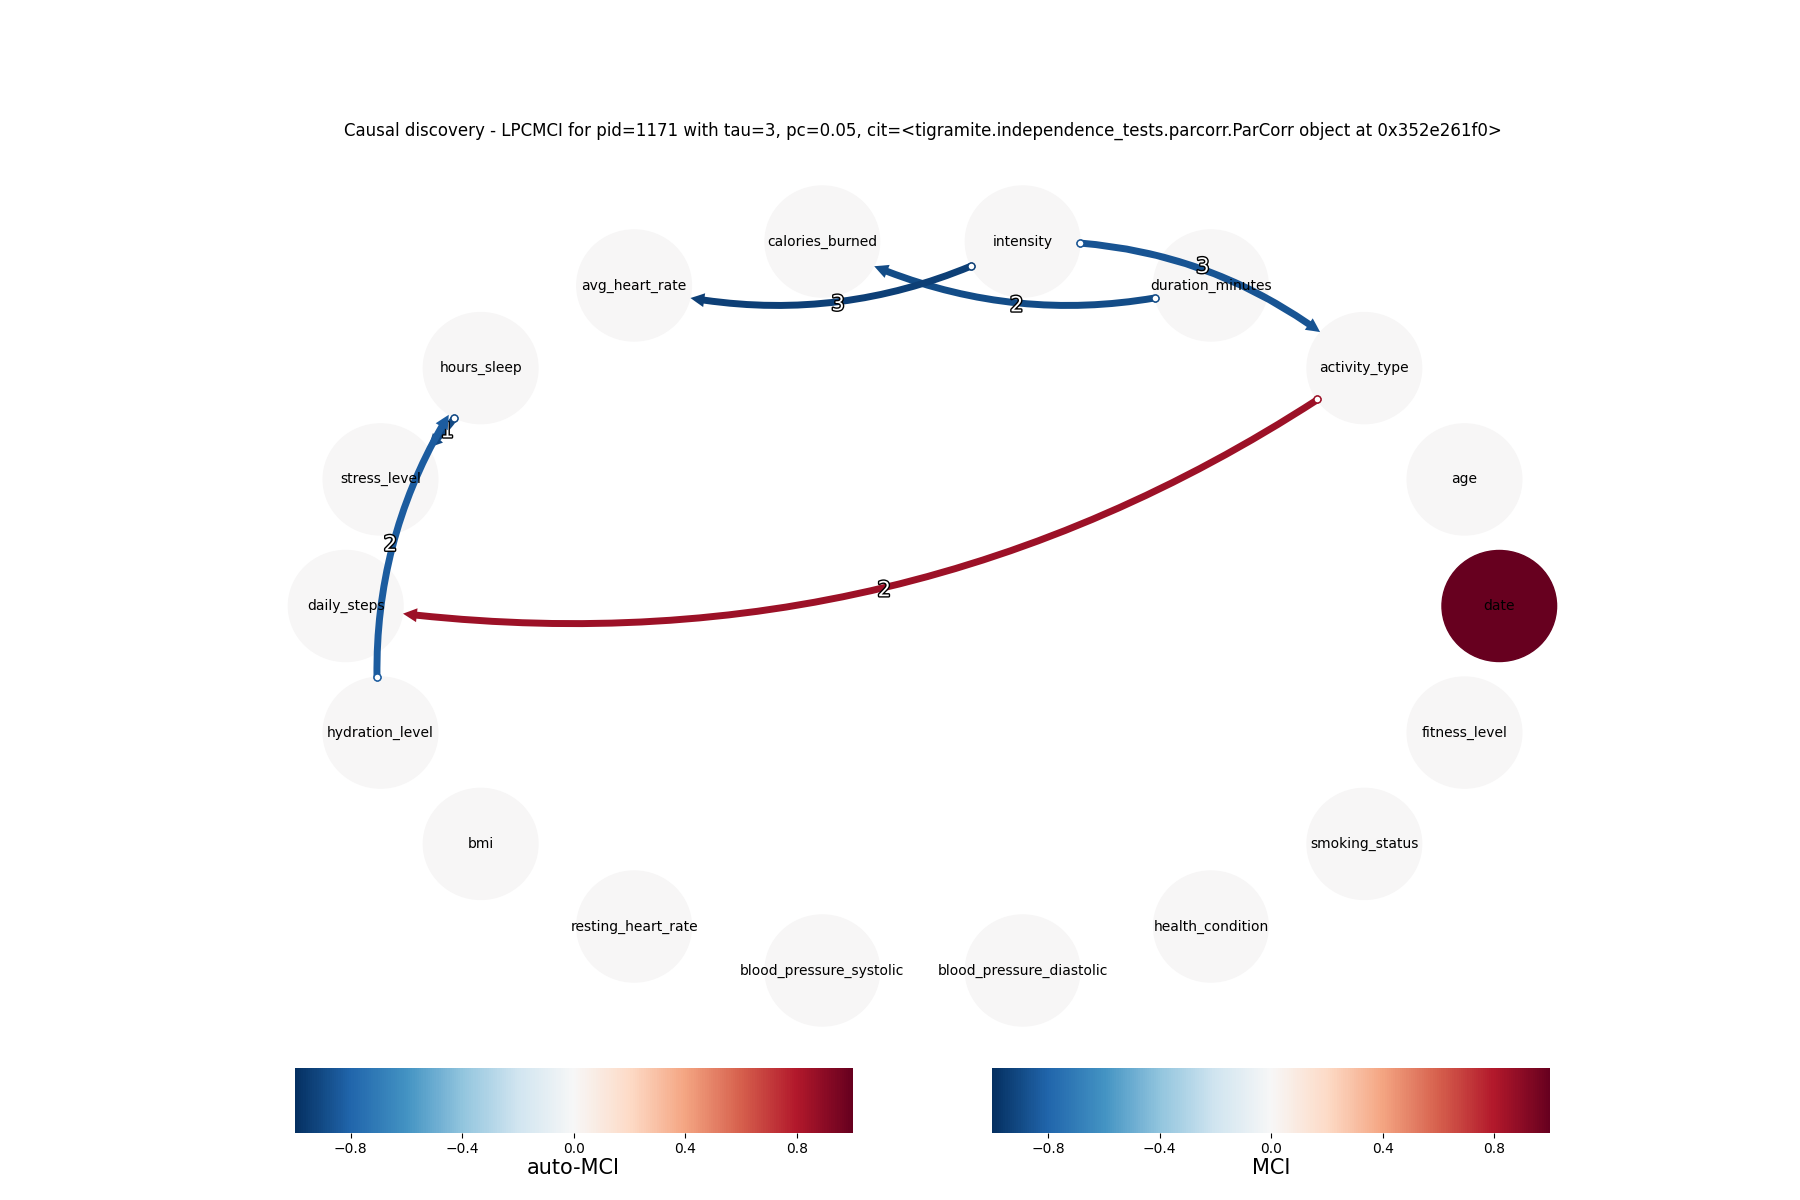 Causal discovery - LPCMCI for pid=1171 with tau=3, pc=0.05, cit=<tigramite.independence_tests.parcorr.ParCorr object at 0x352e261f0>
calories_burned
intensity
3
avg_heart_rate
duration_minutes
3
2
hours_sleep
activity_type
1
stress_level
age
2
2
daily_steps
date
hydration_level
fitness_level
bmi
smoking_status
resting_heart_rate
health_condition
blood_pressure_systolic
blood_pressure_diastolic
−0.8 −0.4 0.0 0.4 0.8
auto-MCI
−0.8 −0.4 0.0 0.4 0.8
MCI